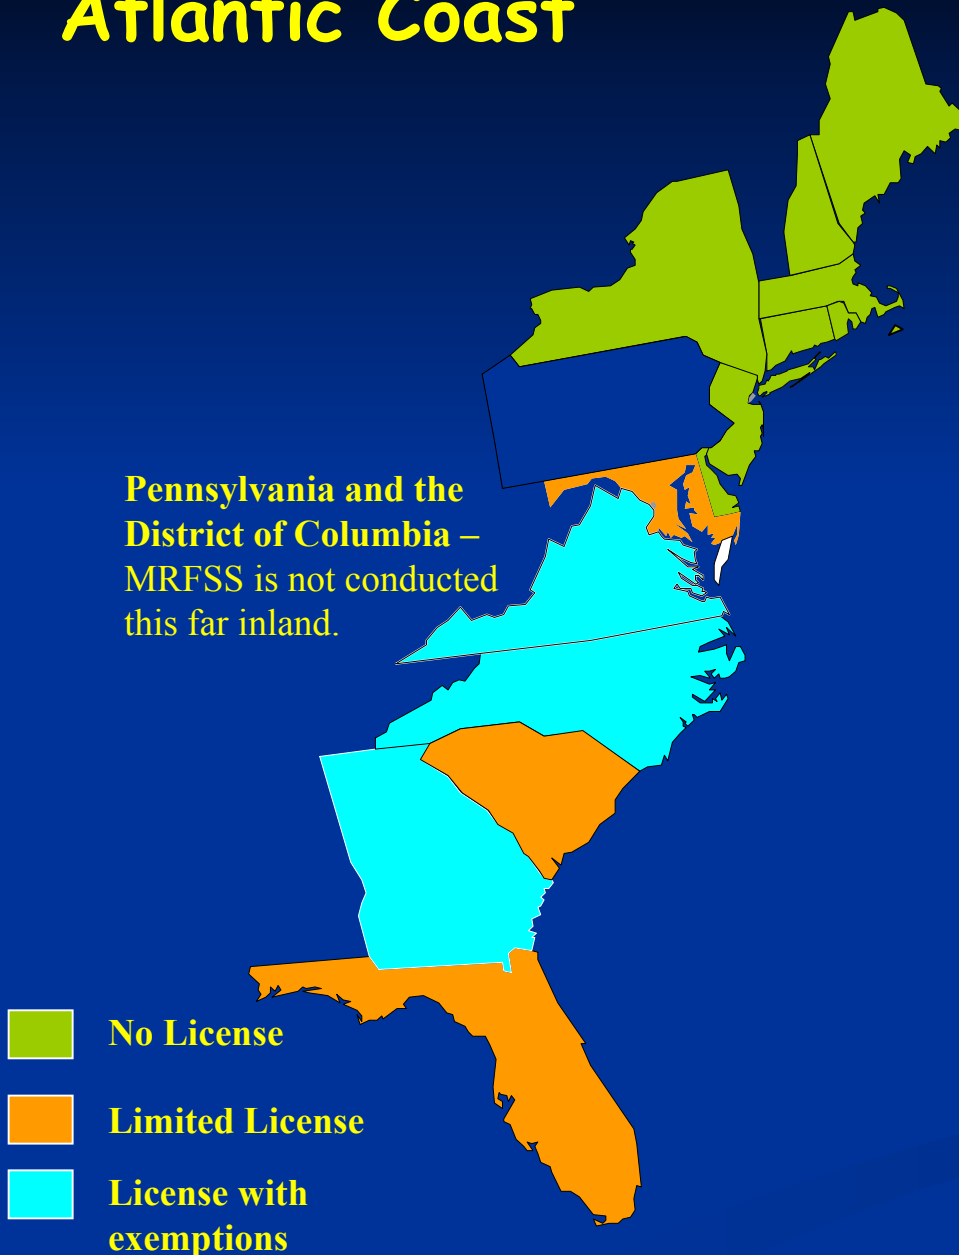 Atlantic Coast
Pennsylvania and the
District of Columbia –
MRFSS is not conducted
this far inland.
No License
Limited License
License with
exemptions